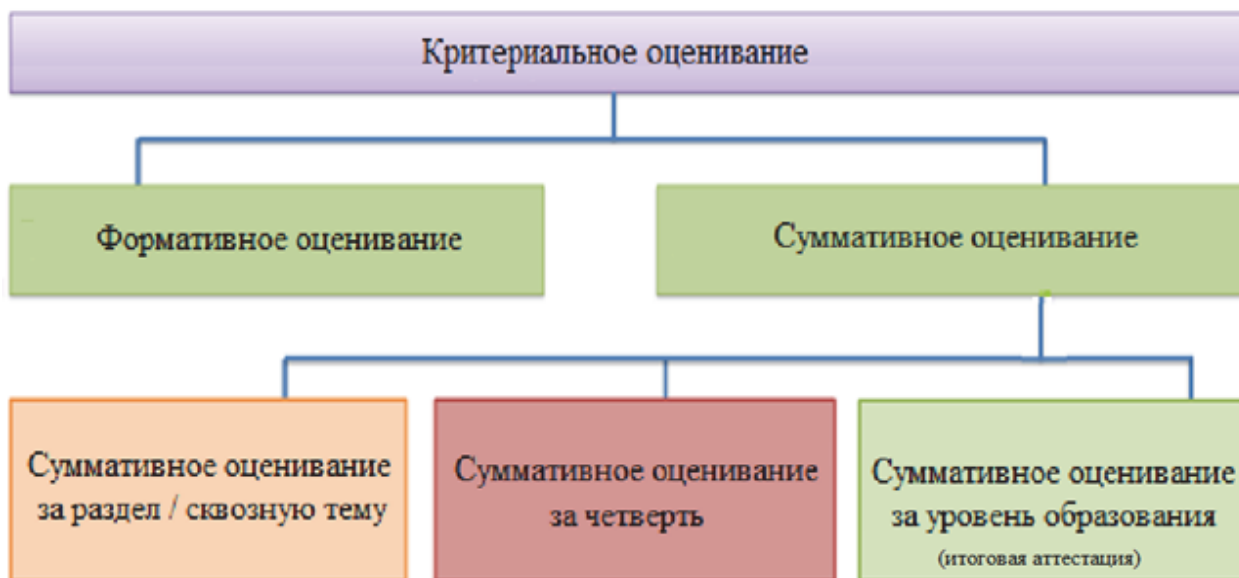 Критериальное оценивание
Формативное оценивание
Суммативное оценивание
Суммативное оценивание
за раздел / сквозную тему
Суммативное оценивание
за четверть
Суммативное оценивание
за уровень образования
(итоговая аттестация)